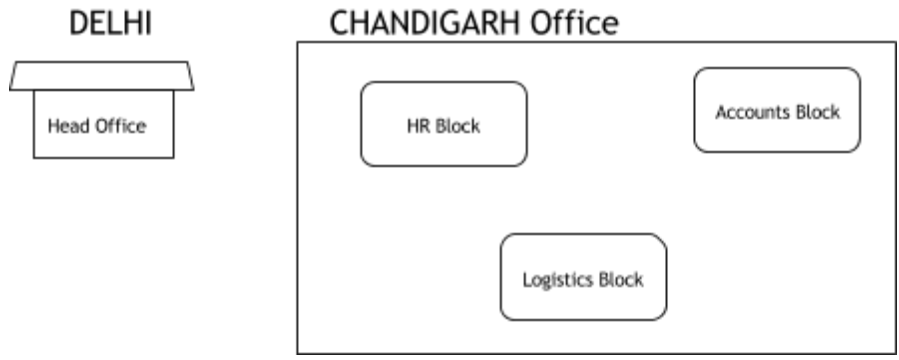 DELHI
CHANDIGARH Office
Head Office
HR Block
Accounts Block
Logistics Block